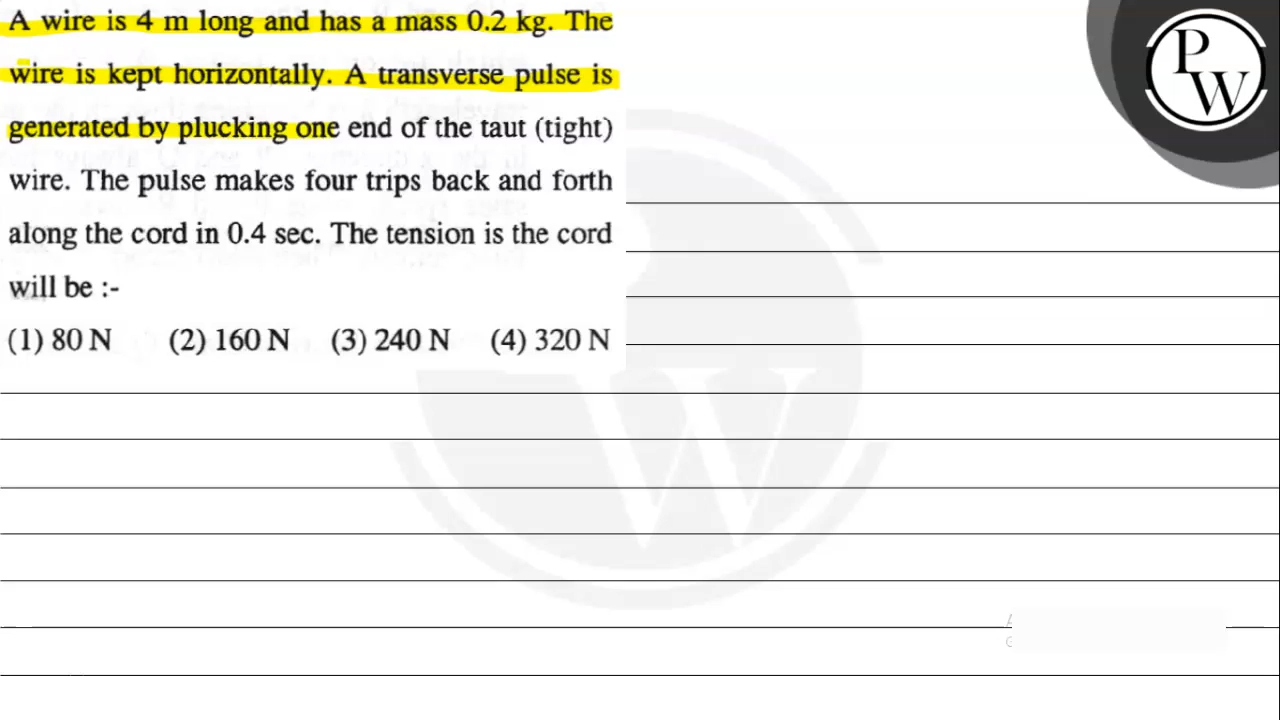 A wire is 4 m long and has a mass 0.2 kg. The
wire is kept horizontally. A transverse pulse is
generated by plucking one end of the taut (tight)
wire. The pulse makes four trips back and forth
along the cord in 0.4 sec. The tension is the cord
will be :-
(1) 80 N (2) 160 N (3) 240 N (4) 320 N
P
W